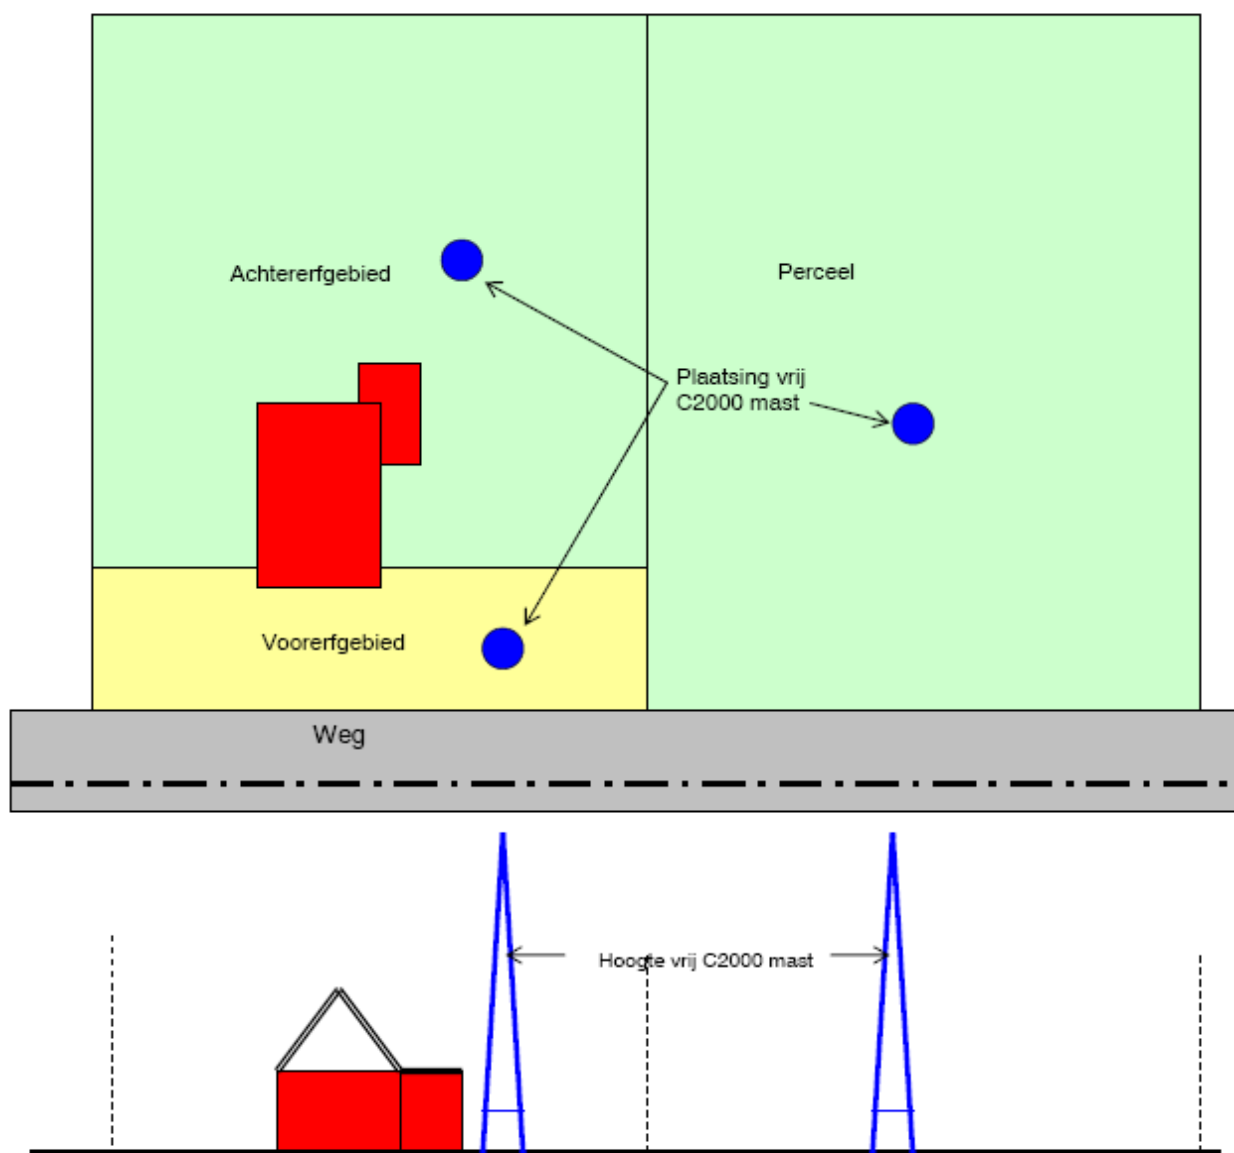 Achtererfgebied
Perceel
Plaatsing vrij
C2000 mast
Voorerfgebied
Weg
Hoogte vrij C2000 mast